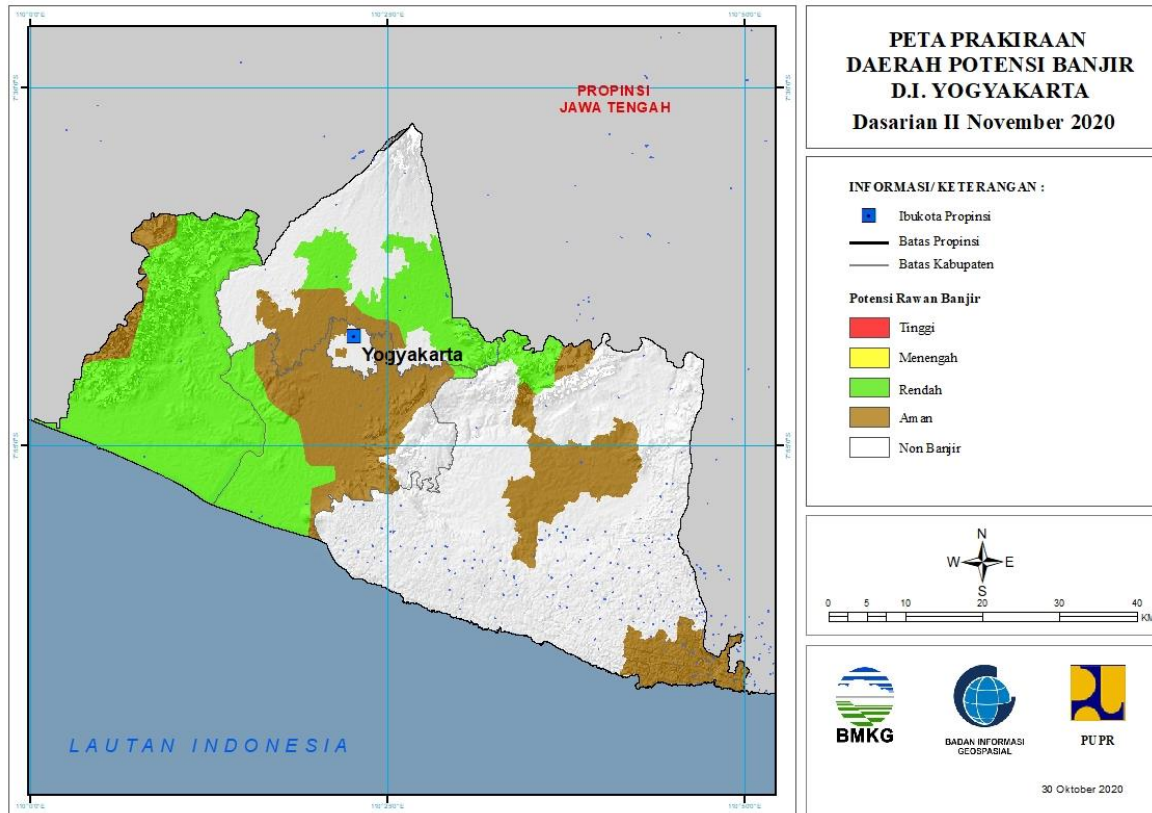 PETA PRAKIRAAN
DAERAH POTENSI BANJIR
D.I. YOGYAKARTA
Dasarian II November 2020
INFORMASI/ KETERANGAN :
Ibukota Propinsi
Batas Propinsi
Batas Kabupaten
Potensi Rawan Banjir
Tinggi
Menengah
Rendah
Aman
Non Banjir
N
W E
S
0 5 10 20 30 40
KM
BMKG
BADAN INFORMASI
GEOSPASIAL
PUPR
30 Oktober 2020
PROPINSI
JAWA TENGAH
Yogyakarta
LAUTAN INDONESIA